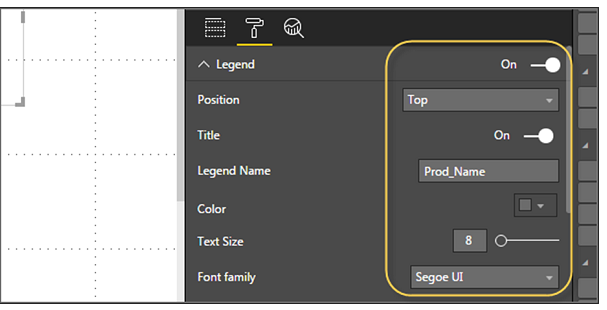 Legend On
Position Top
Title On
Legend Name Prod_Name
Color
Text Size 8
Font family Segoe UI